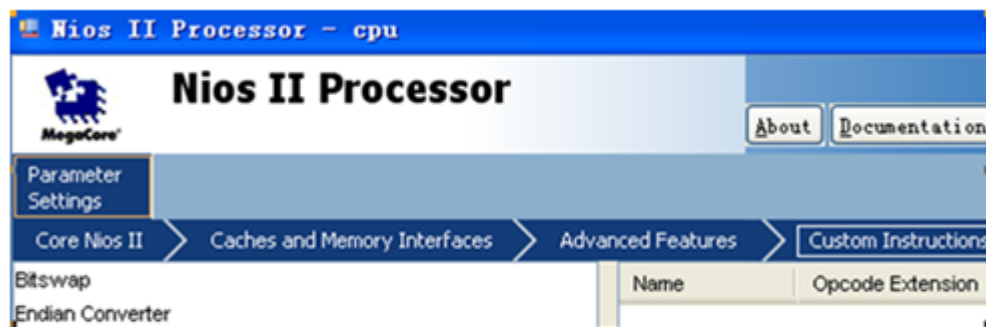 Nios II Processor - cpu
MegaCore®
Nios II Processor
About Documentation
Parameter
Settings
Core Nios II Caches and Memory Interfaces Advanced Features Custom Instructions
Bitswap Name Opcode Extension
Endian Converter